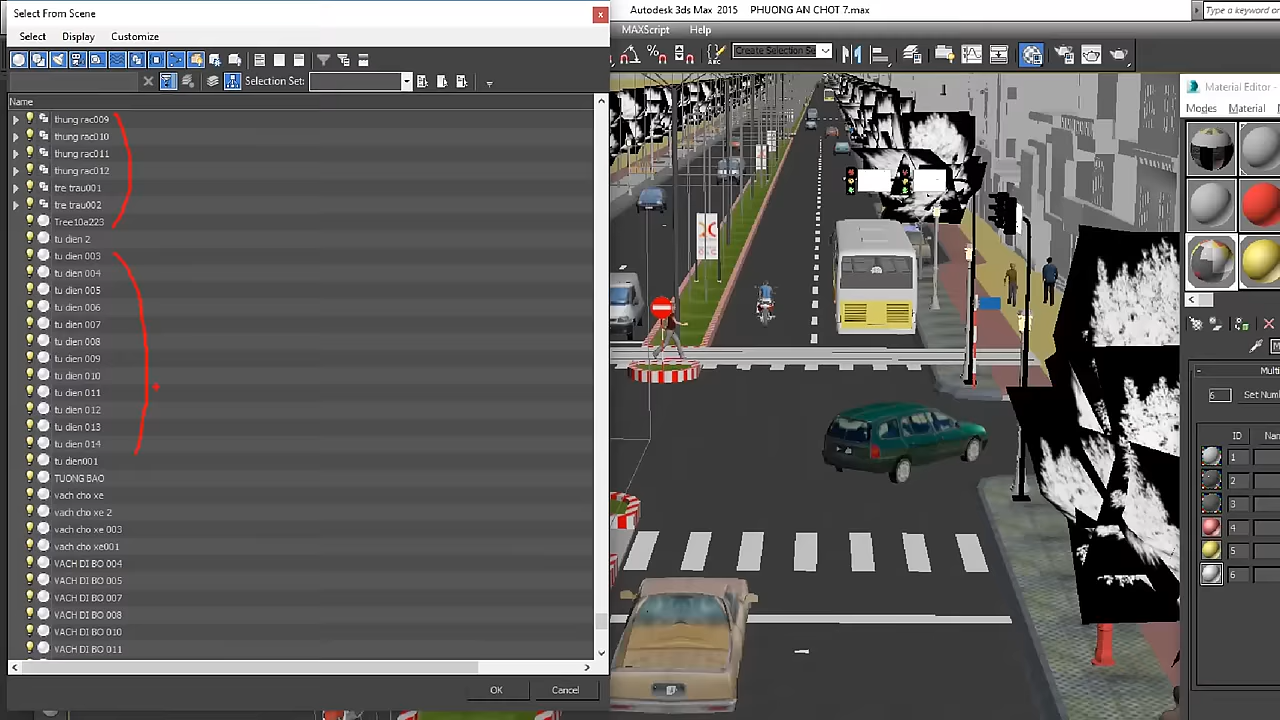 Select From Scene
Select Display Customize
Selection Set:
Name
thung rac009
thung rac010
thung rac011
thung rac012
tre trau001
tre trau002
Tree10a223
tu dien 2
tu dien 003
tu dien 004
tu dien 005
tu dien 006
tu dien 007
tu dien 008
tu dien 009
tu dien 010
tu dien 011
tu dien 012
tu dien 013
tu dien 014
tu dien001
TUONG BAO
vach cho xe
vach cho xe 2
vach cho xe 003
vach cho xe001
VACH DI BO 004
VACH DI BO 005
VACH DI BO 007
VACH DI BO 008
VACH DI BO 010
VACH DI BO 011
OK Cancel
Autodesk 3ds Max 2015 PHUONG AN CHOT 7.max
Type a keyword or
MAXScript Help
Create Selection Se
Material Editor -
Modes Material
Multi
6 Set Num
ID Nam
1
2
3
4
5
6